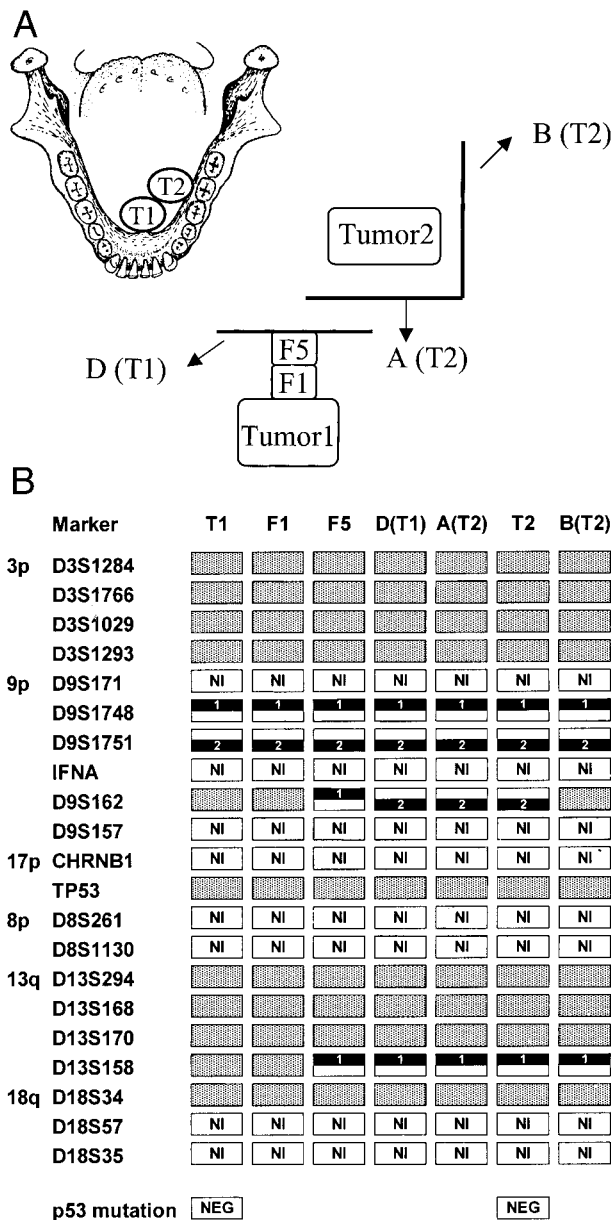 A
T2
T1
B (T2)
Tumor2
D (T1)
F5
A (T2)
F1
Tumor1
B
Marker T1 F1 F5 D(T1) A(T2) T2 B(T2)
3p D3S1284
D3S1766
D3S1029
D3S1293
9p D9S171 NI NI NI NI NI NI NI
D9S1748 1 1 1 1 1 1 1
D9S1751 2 2 2 2 2 2 2
IFNA NI NI NI NI NI NI NI
D9S162 1 2 2 2
D9S157 NI NI NI NI NI NI NI
17p CHRNB1 NI NI NI NI NI NI NI
TP53
8p D8S261 NI NI NI NI NI NI NI
D8S1130 NI NI NI NI NI NI NI
13q D13S294
D13S168
D13S170
D13S158 1 1 1 1 1
18q D18S34
D18S57 NI NI NI NI NI NI NI
D18S35 NI NI NI NI NI NI NI
p53 mutation NEG NEG